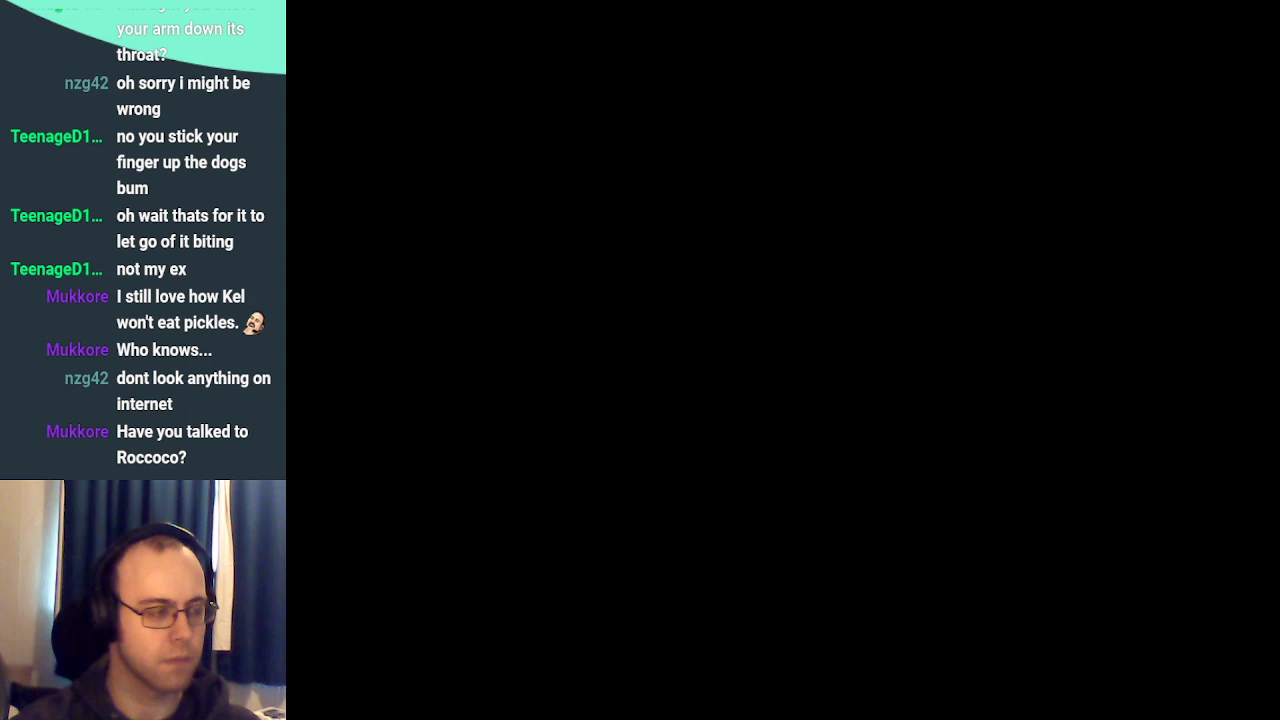 your arm down its
throat?
nzg42 oh sorry i might be
wrong
TeenageD1... no you stick your
finger up the dogs
bum
TeenageD1... oh wait thats for it to
let go of it biting
TeenageD1... not my ex
Mukkore I still love how Kel
won't eat pickles.
Mukkore Who knows...
nzg42 dont look anything on
internet
Mukkore Have you talked to
Roccoco?